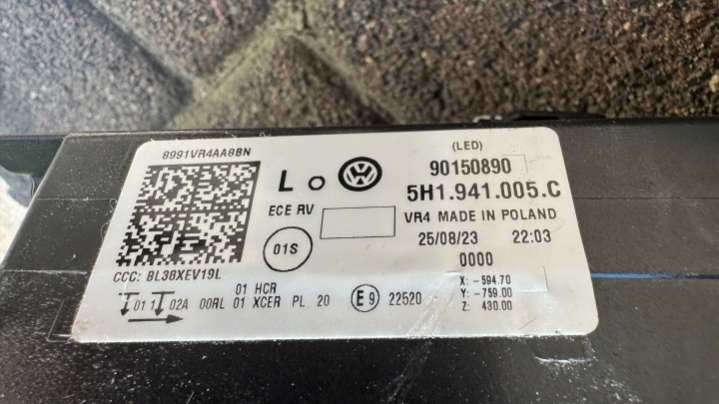 8991VR4AA8BN
(LED)
L
90150890
5H1.941.005.C
ECE RV
VR4 MADE IN POLAND
01S
25/08/23 22:03
0000
CCC: BL38XEV19L
01 HCR
01 1 02A 00RL 01 XCER PL 20 E9 22520
X: -594.70
Y: -759.00
Z: 430.00